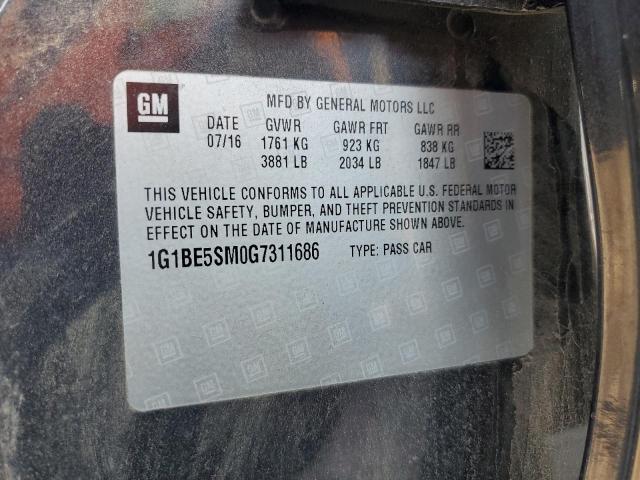 GM
MFD BY GENERAL MOTORS LLC
DATE GVWR GAWR FRT GAWR RR
07/16 1761 KG 923 KG 838 KG
3881 LB 2034 LB 1847 LB
THIS VEHICLE CONFORMS TO ALL APPLICABLE U.S. FEDERAL MOTOR
VEHICLE SAFETY, BUMPER, AND THEFT PREVENTION STANDARDS IN
EFFECT ON THE DATE OF MANUFACTURE SHOWN ABOVE.
1G1BE5SM0G7311686 TYPE: PASS CAR